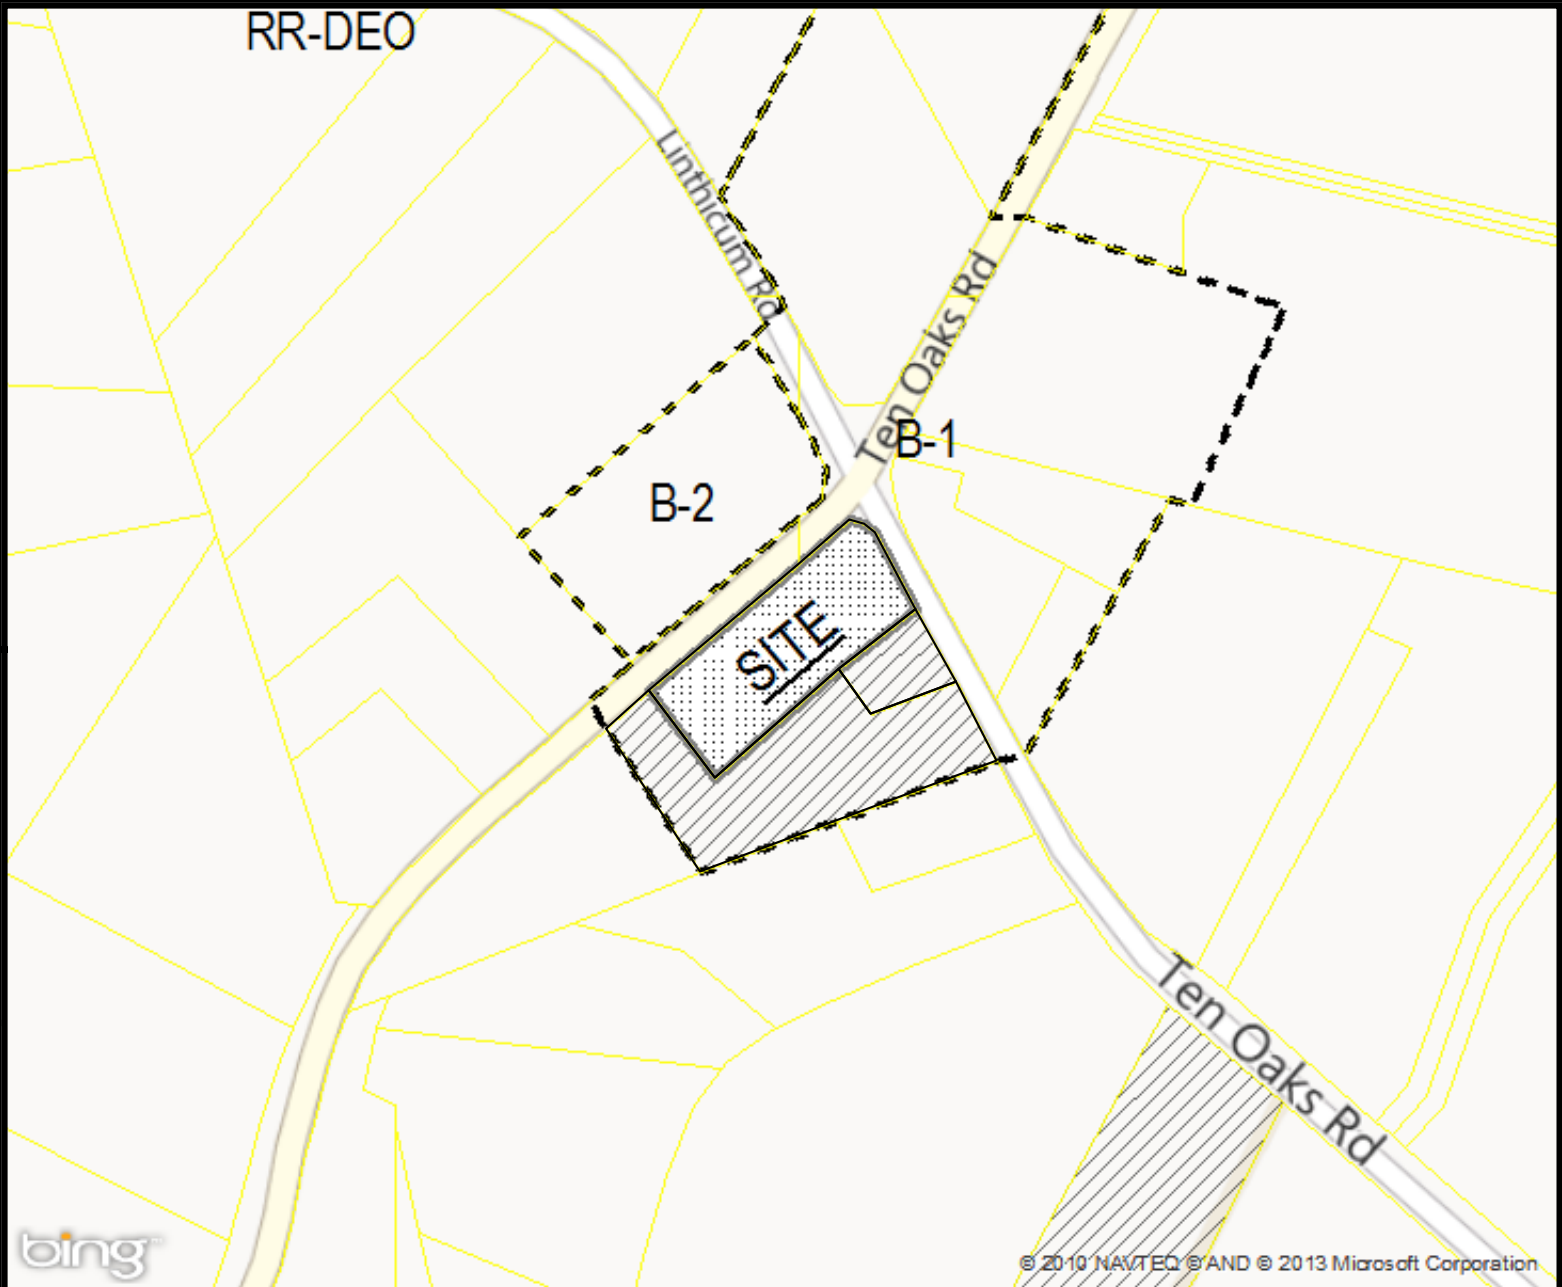 RR-DEO
Linthicum Rd
Ten Oaks Rd
B-1
B-2
SITE
Ten Oaks Rd
bing™
© 2010 NAVTEQ © AND © 2013 Microsoft Corporation